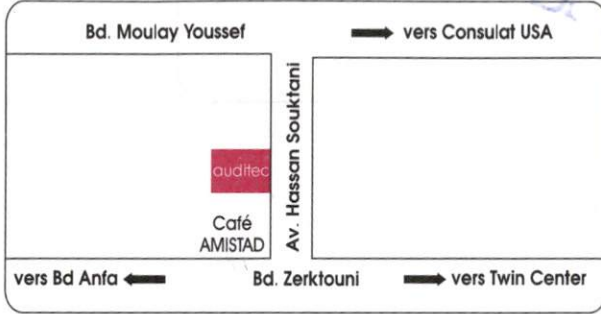 Bd. Moulay Youssef
vers Consulat USA
Av. Hassan Souktani
auditec
Café
AMISTAD
vers Bd Anfa
Bd. Zerktouni
vers Twin Center